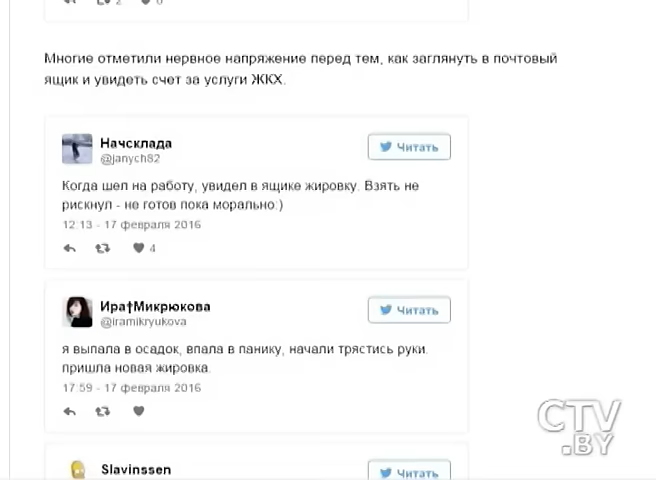 2
0
Многие отметили нервное напряжение перед тем, как заглянуть в почтовый
ящик и увидеть счет за услуги ЖКХ.
Начсклада
@janych82
Читать
Когда шел на работу, увидел в ящике жировку. Взять не
рискнул - не готов пока морально:)
12:13 - 17 февраля 2016
4
Ира†Микрюкова
@iramikryukova
Читать
я выпала в осадок, впала в панику, начали трястись руки.
пришла новая жировка.
17:59 - 17 февраля 2016
CTV
.BY
Slavinssen
Читать